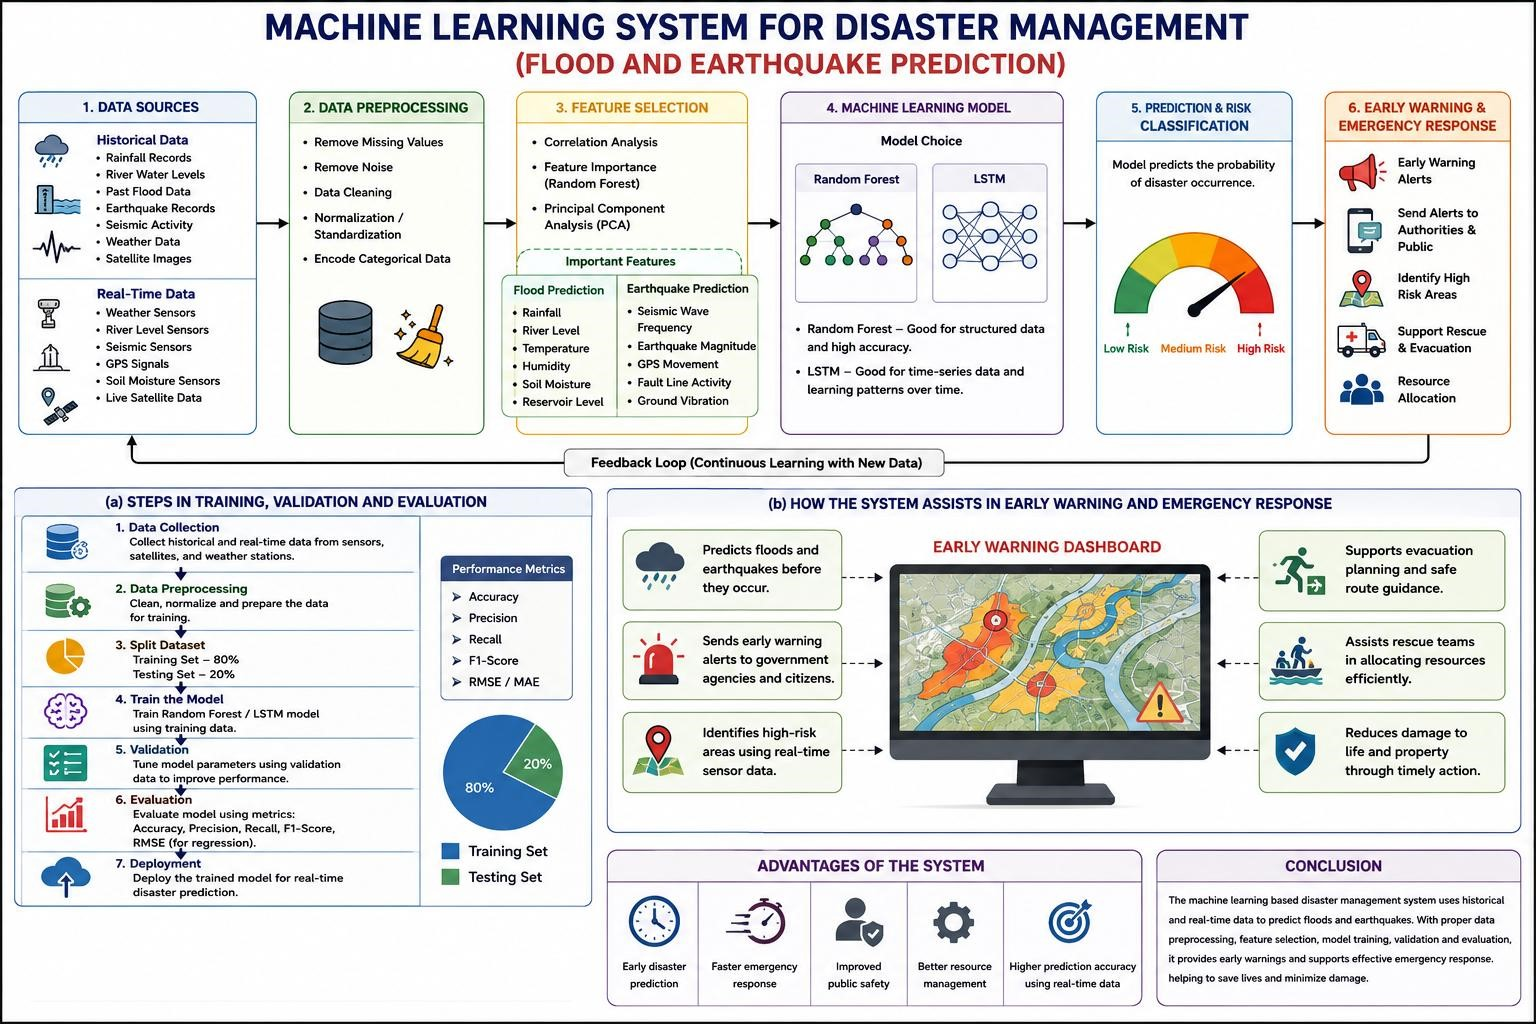 MACHINE LEARNING SYSTEM FOR DISASTER MANAGEMENT
(FLOOD AND EARTHQUAKE PREDICTION)
1. DATA SOURCES
Historical Data
• Rainfall Records
• River Water Levels
• Past Flood Data
• Earthquake Records
• Seismic Activity
• Weather Data
• Satellite Images
Real-Time Data
• Weather Sensors
• River Level Sensors
• Seismic Sensors
• GPS Signals
• Soil Moisture Sensors
• Live Satellite Data
2. DATA PREPROCESSING
• Remove Missing Values
• Remove Noise
• Data Cleaning
• Normalization /
Standardization
• Encode Categorical Data
3. FEATURE SELECTION
• Correlation Analysis
• Feature Importance
(Random Forest)
• Principal Component
Analysis (PCA)
Important Features
Flood Prediction
• Rainfall
• River Level
• Temperature
• Humidity
• Soil Moisture
• Reservoir Level
Earthquake Prediction
• Seismic Wave
Frequency
• Earthquake Magnitude
• GPS Movement
• Fault Line Activity
• Ground Vibration
4. MACHINE LEARNING MODEL
Model Choice
Random Forest
LSTM
• Random Forest – Good for structured data
and high accuracy.
• LSTM – Good for time-series data and
learning patterns over time.
5. PREDICTION & RISK
CLASSIFICATION
Model predicts the probability
of disaster occurrence.
Low Risk
Medium Risk
High Risk
6. EARLY WARNING &
EMERGENCY RESPONSE
Early Warning
Alerts
Send Alerts to
Authorities &
Public
Identify High
Risk Areas
Support Rescue
& Evacuation
Resource
Allocation
Feedback Loop (Continuous Learning with New Data)
(a) STEPS IN TRAINING, VALIDATION AND EVALUATION
1. Data Collection
Collect historical and real-time data from sensors,
satellites, and weather stations.
2. Data Preprocessing
Clean, normalize and prepare the data
for training.
3. Split Dataset
Training Set – 80%
Testing Set – 20%
4. Train the Model
Train Random Forest / LSTM model
using training data.
5. Validation
Tune model parameters using validation
data to improve performance.
6. Evaluation
Evaluate model using metrics:
Accuracy, Precision, Recall, F1-Score,
RMSE (for regression).
7. Deployment
Deploy the trained model for real-time
disaster prediction.
Performance Metrics
➤ Accuracy
➤ Precision
➤ Recall
➤ F1-Score
➤ RMSE / MAE
20%
80%
Training Set
Testing Set
(b) HOW THE SYSTEM ASSISTS IN EARLY WARNING AND EMERGENCY RESPONSE
Predicts floods and
earthquakes before
they occur.
Sends early warning
alerts to government
agencies and citizens.
Identifies high-risk
areas using real-time
sensor data.
EARLY WARNING DASHBOARD
Supports evacuation
planning and safe
route guidance.
Assists rescue teams
in allocating resources
efficiently.
Reduces damage to
life and property
through timely action.
ADVANTAGES OF THE SYSTEM
Early disaster
prediction
Faster emergency
response
Improved
public safety
Better resource
management
Higher prediction accuracy
using real-time data
CONCLUSION
The machine learning based disaster management system uses historical
and real-time data to predict floods and earthquakes. With proper data
preprocessing, feature selection, model training, validation and evaluation,
it provides early warnings and supports effective emergency response.
helping to save lives and minimize damage.